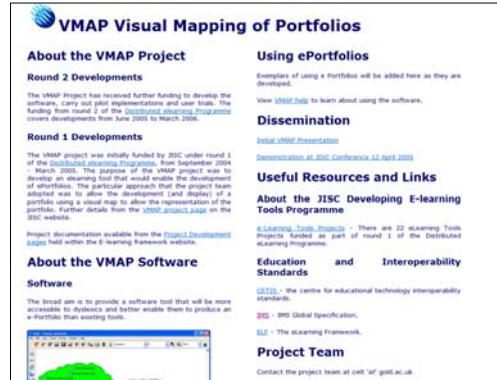 VMAP Visual Mapping of Portfolios
About the VMAP Project
Round 2 Developments
The VMAP Project has received further funding to develop the
software, carry out pilot implementations and user trials. The
funding from round 2 of the Distributed elearning Programme
covers developments from June 2005 to March 2006.
Round 1 Developments
The VMAP project was initially funded by JISC under round 1
of the Distributed elearning Programme, from September 2004
- March 2005. The purpose of the VMAP project was to
develop an elearning tool that would enable the development
of ePortfolios. The particular approach that the project team
adopted was to allow the development (and display) of a
portfolio using a visual map to allow the representation of the
portfolio. Further details from the VMAP project page on the
JISC website.
Project documentation available from the Project Development
pages held within the E-learning framework website.
About the VMAP Software
Software
The broad aim is to provide a software tool that will be more
accessible to dyslexics and better enable them to produce an
e-Portfolio than existing tools.
Using ePortfolios
Exemplars of using e Portfolios will be added here as they are
developed.
View VMAP help to learn about using the software.
Dissemination
Initial VMAP Presentation
Demonstration at JISC Conference 12 April 2005
Useful Resources and Links
About the JISC Developing E-learning
Tools Programme
e-Learning Tools Projects - There are 22 eLearning Tools
Projects funded as part of round 1 of the Distributed
eLearning Programme.
Education and Interoperability
Standards
CETIS - the centre for educational technology interoperability
standards.
IMS - IMS Global Specification.
ELF - The eLearning Framework.
Project Team
Contact the project team at celt 'at' gold.ac.uk